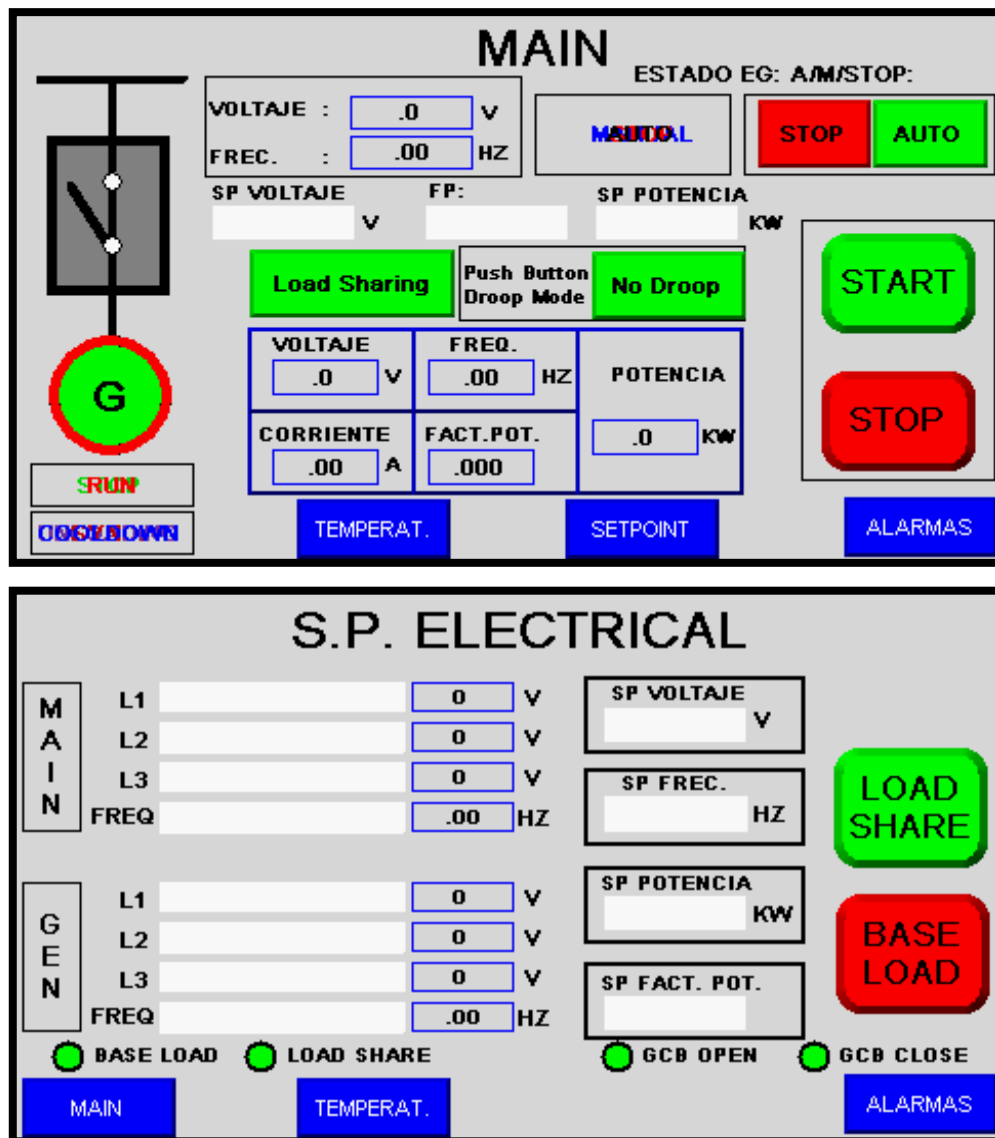 MAIN
ESTADO EG: A/M/STOP:
VOLTAJE : .0 V
FREC. : .00 HZ
STOP AUTO
SP VOLTAJE FP: SP POTENCIA
V KW
Load Sharing Push Button Droop Mode No Droop
START
VOLTAJE FREQ. POTENCIA
.0 V .00 HZ
G
CORRIENTE FACT.POT.
.00 A .000 .0 KW
STOP
RUN
TEMPERAT. SETPOINT ALARMAS
S.P. ELECTRICAL
MAIN
L1 0 V
L2 0 V
L3 0 V
FREQ .00 HZ
SP VOLTAJE
V
SP FREC.
HZ
LOAD
SHARE
GEN
L1 0 V
L2 0 V
L3 0 V
FREQ .00 HZ
SP POTENCIA
KW
SP FACT. POT.
BASE
LOAD
BASE LOAD LOAD SHARE GCB OPEN GCB CLOSE
MAIN TEMPERAT. ALARMAS